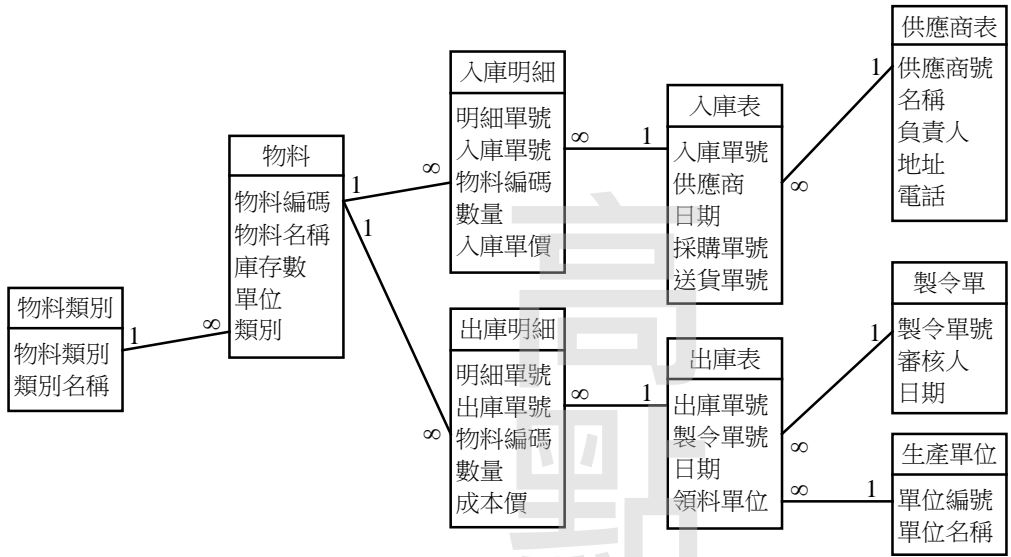 物料類別
物料類別
類別名稱
1
∞
物料
物料編碼
物料名稱
庫存數
單位
類別
1
∞
1
∞
入庫明細
明細單號
入庫單號
物料編碼
數量
入庫單價
∞
1
出庫明細
明細單號
出庫單號
物料編碼
數量
成本價
∞
1
入庫表
入庫單號
供應商
日期
採購單號
送貨單號
∞
1
出庫表
出庫單號
製令單號
日期
領料單位
∞
1
∞
1
供應商表
供應商號
名稱
負責人
地址
電話
製令單
製令單號
審核人
日期
生產單位
單位編號
單位名稱
高點